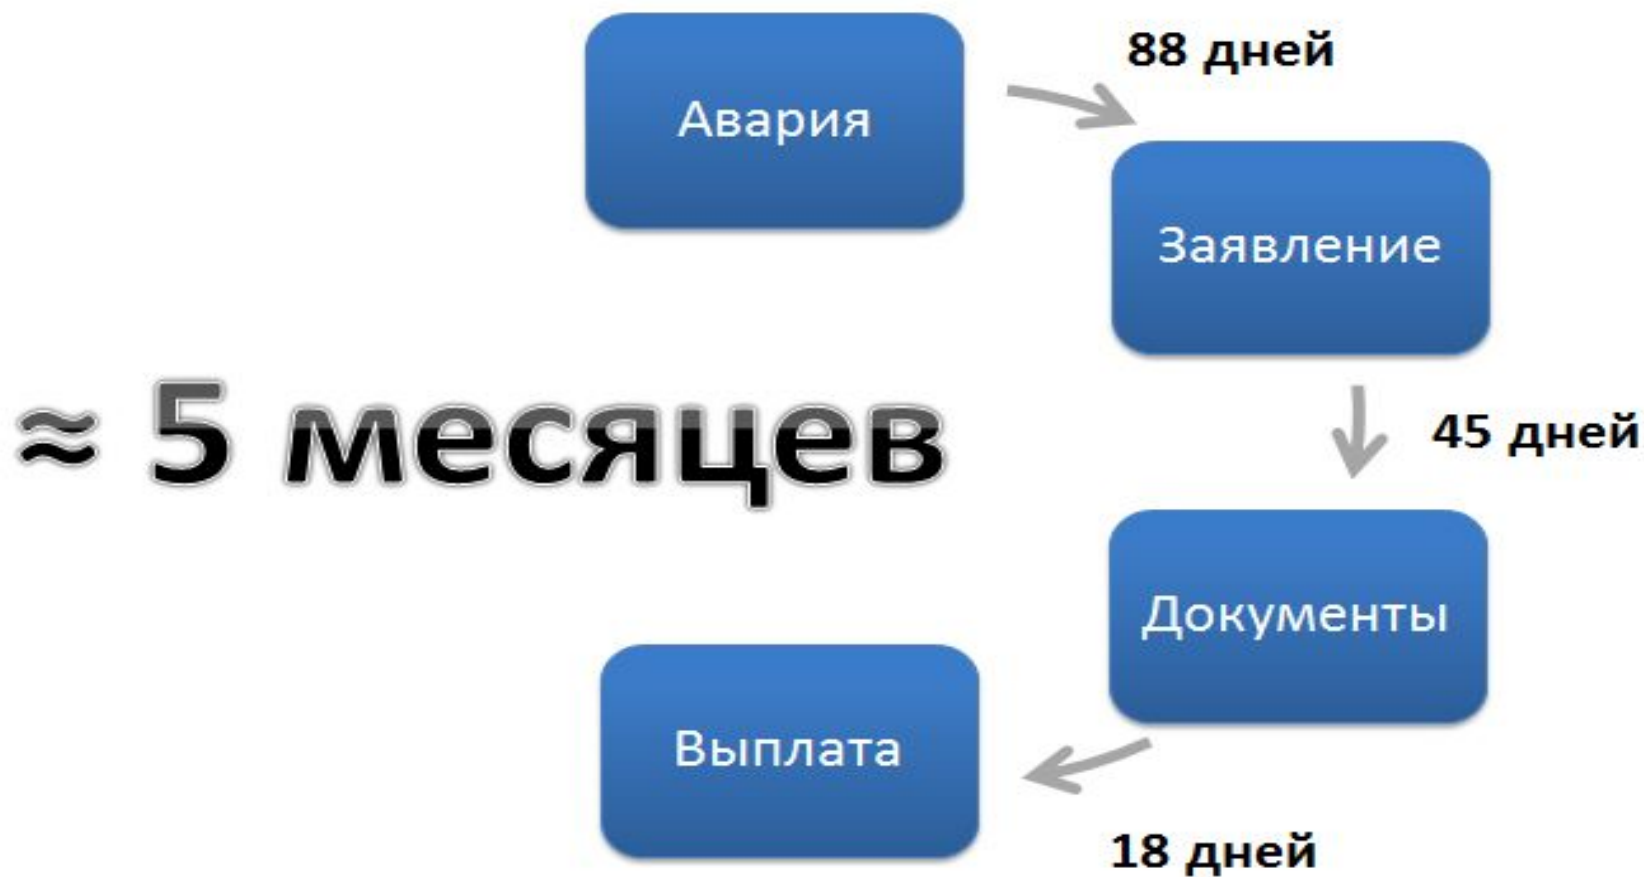 88 дней
Авария
Заявление
≈ 5 месяцев
45 дней
Документы
Выплата
18 дней